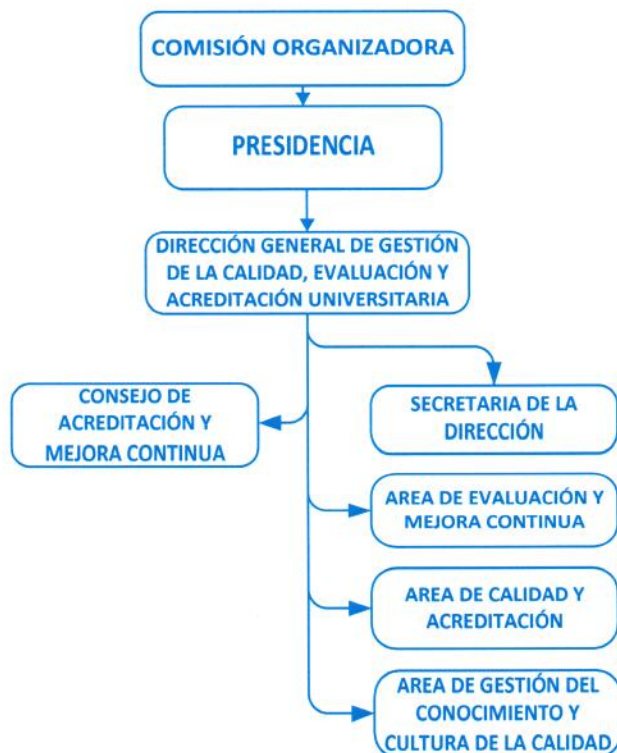 COMISIÓN ORGANIZADORA
PRESIDENCIA
DIRECCIÓN GENERAL DE GESTIÓN
DE LA CALIDAD, EVALUACIÓN Y
ACREDITACIÓN UNIVERSITARIA
CONSEJO DE
ACREDITACIÓN Y
MEJORA CONTINUA
SECRETARIA DE LA
DIRECCIÓN
AREA DE EVALUACIÓN Y
MEJORA CONTINUA
AREA DE CALIDAD Y
ACREDITACIÓN
AREA DE GESTIÓN DEL
CONOCIMIENTO Y
CULTURA DE LA CALIDAD